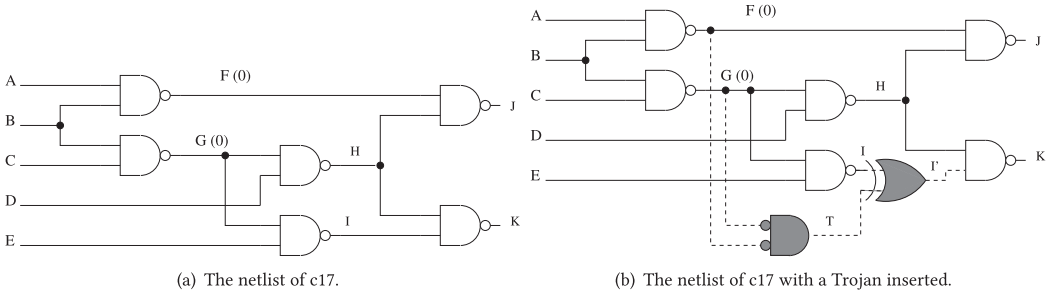 A
B
C
D
E
F (0)
G (0)
H
I
J
K
(a) The netlist of c17.
A
B
C
D
E
F (0)
G (0)
H
I
I'
T
J
K
(b) The netlist of c17 with a Trojan inserted.